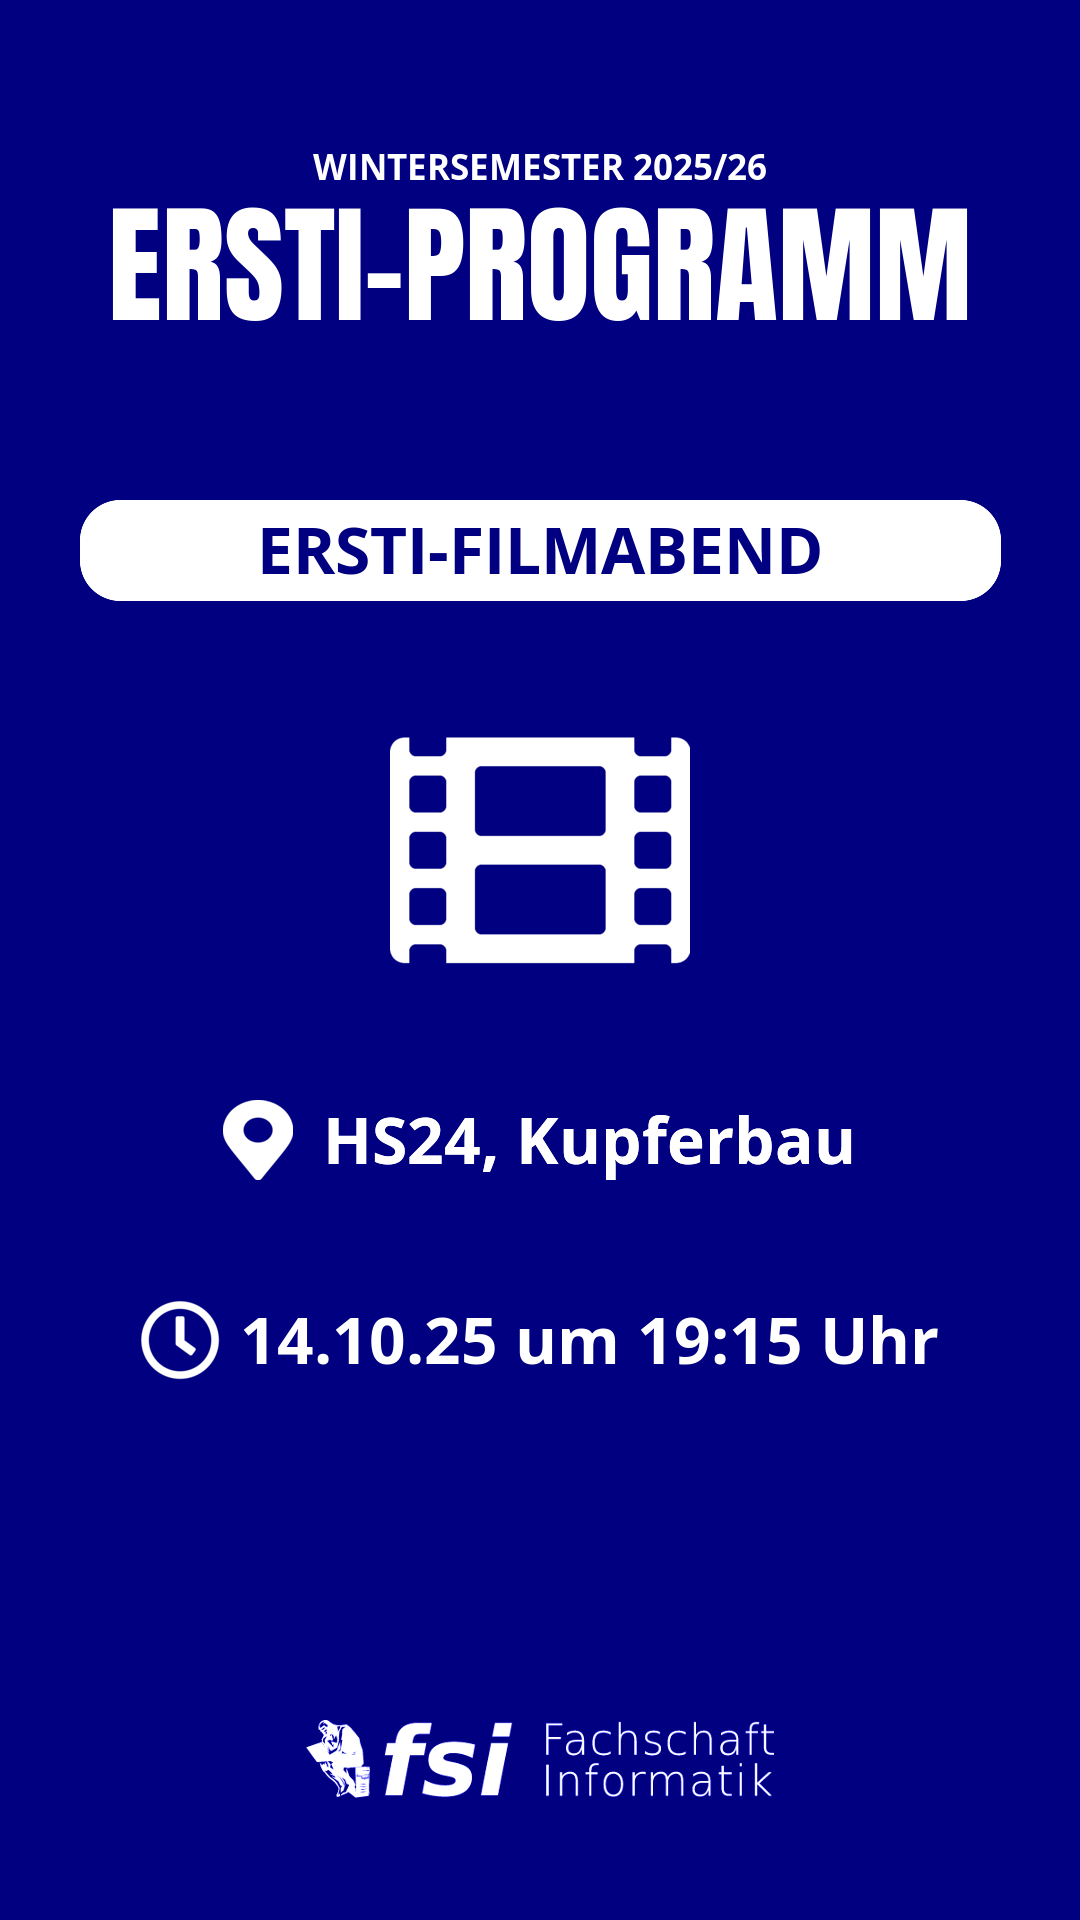 WINTERSEMESTER 2025/26
ERSTI-PROGRAMM
ERSTI-FILMABEND
HS24, Kupferbau
14.10.25 um 19:15 Uhr
fsi Fachschaft
Informatik